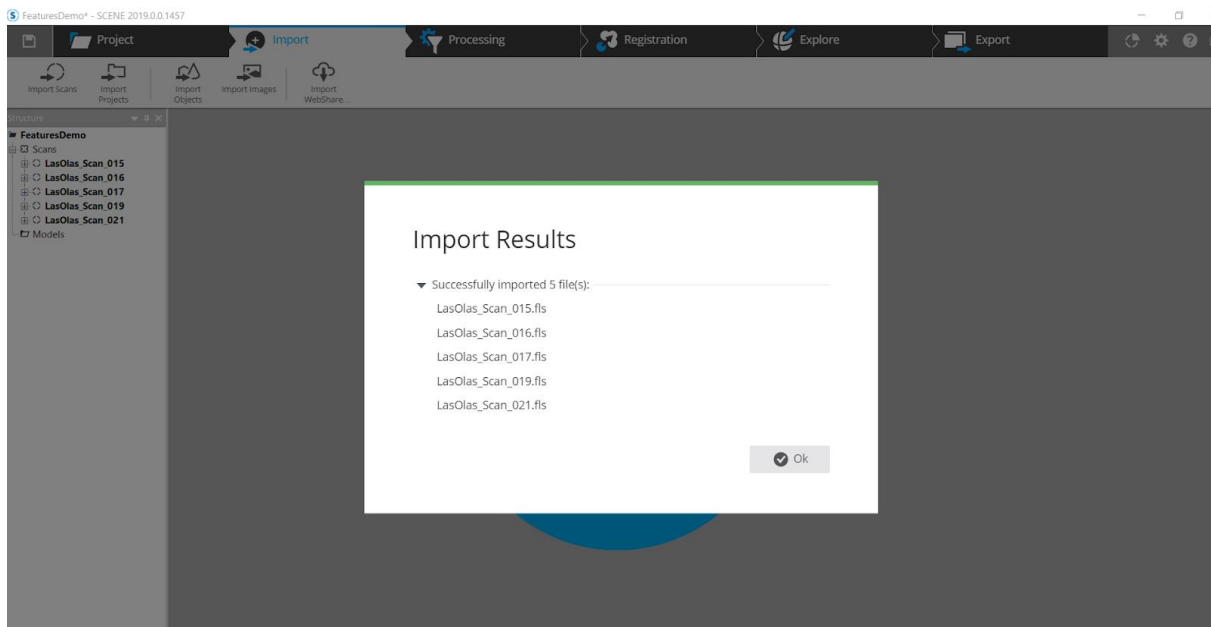 FeaturesDemo* - SCENE 2019.0.0.1457
Project
Import
Processing
Registration
Explore
Export
Import Scans
Import
Projects
Import
Objects
Import Images
Import
WebShare...
Structure
FeaturesDemo
Scans
LasOlas_Scan_015
LasOlas_Scan_016
LasOlas_Scan_017
LasOlas_Scan_019
LasOlas_Scan_021
Models
Import Results
Successfully imported 5 file(s):
LasOlas_Scan_015.fls
LasOlas_Scan_016.fls
LasOlas_Scan_017.fls
LasOlas_Scan_019.fls
LasOlas_Scan_021.fls
Ok